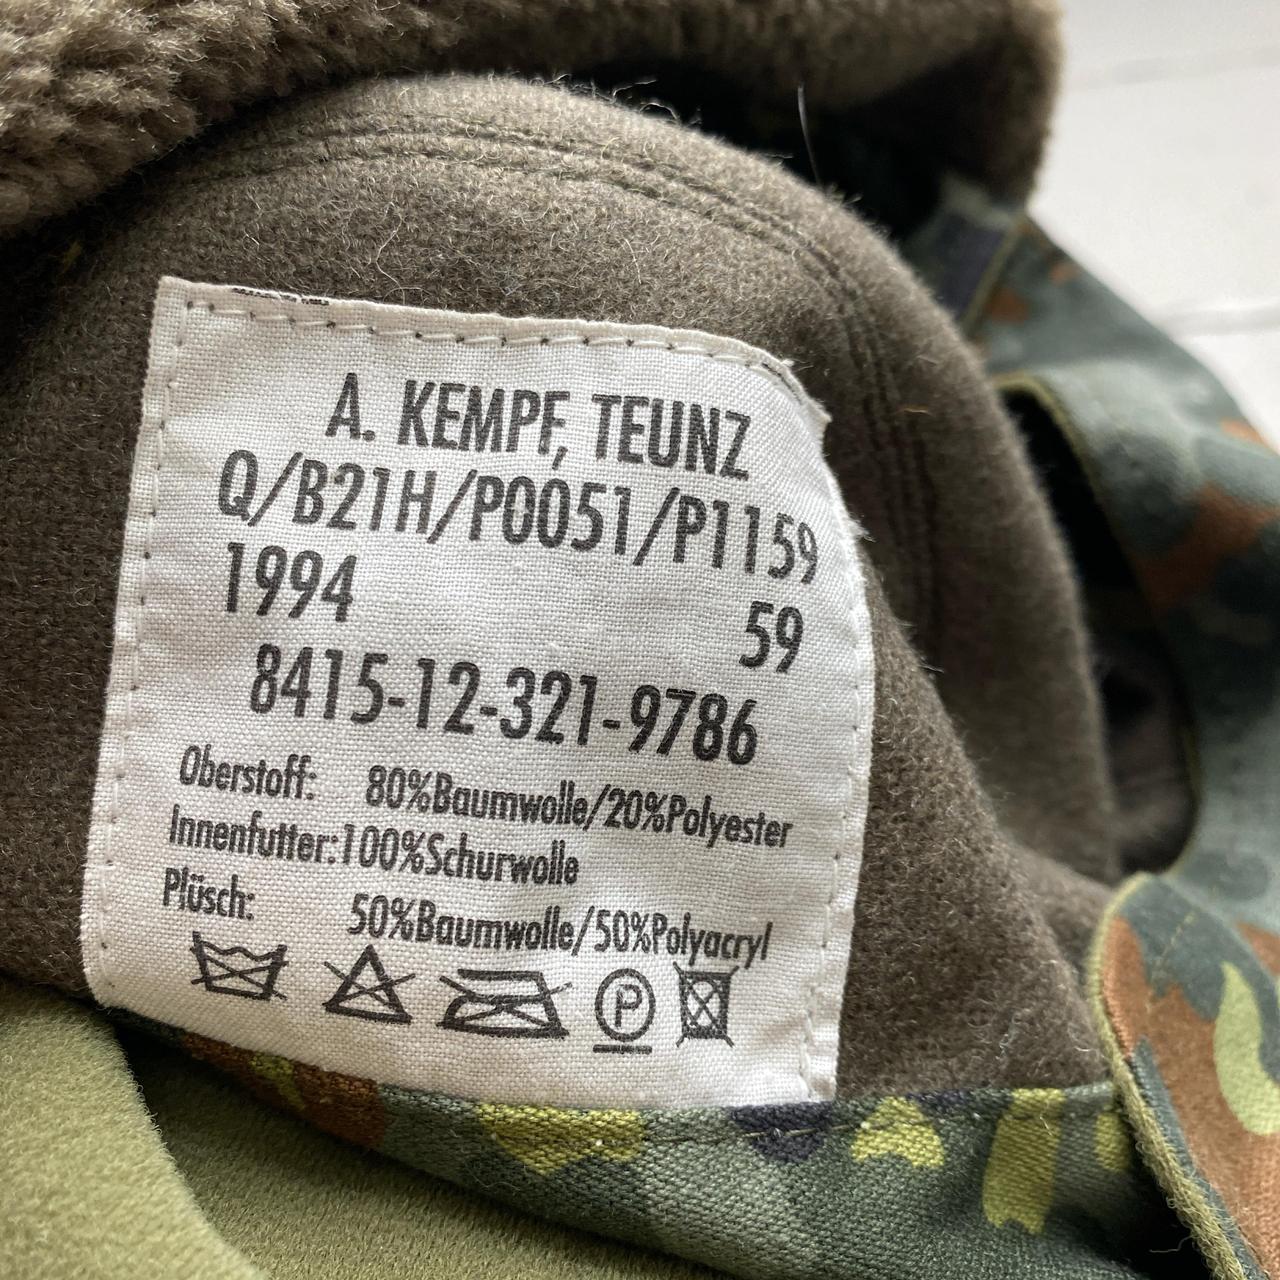 A. KEMPF, TEUNZ
Q/B21H/P0051/P1159
1994 59
8415-12-321-9786
Oberstoff: 80%Baumwolle/20%Polyester
Innenfutter:100%Schurwolle
Plüsch: 50%Baumwolle/50%Polyacryl
P